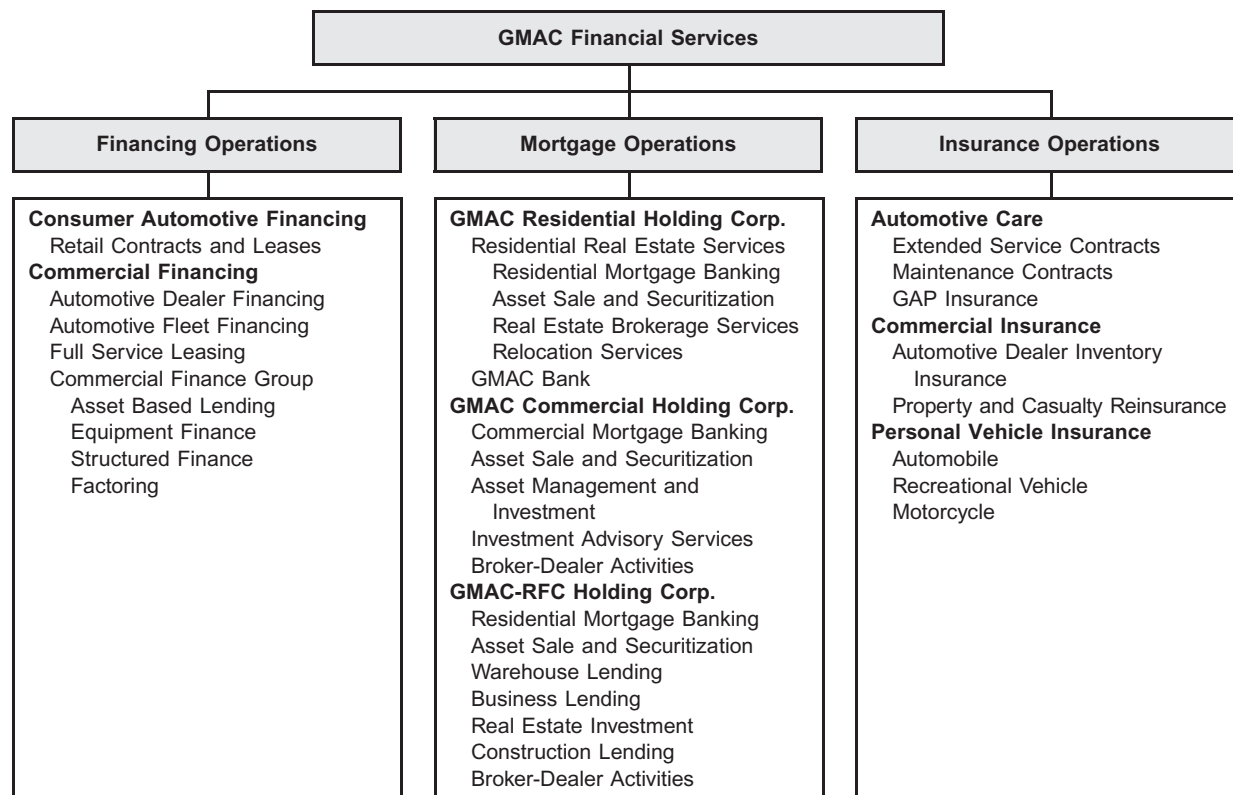 GMAC Financial Services
Financing Operations
Consumer Automotive Financing
Retail Contracts and Leases
Commercial Financing
Automotive Dealer Financing
Automotive Fleet Financing
Full Service Leasing
Commercial Finance Group
Asset Based Lending
Equipment Finance
Structured Finance
Factoring
Mortgage Operations
GMAC Residential Holding Corp.
Residential Real Estate Services
Residential Mortgage Banking
Asset Sale and Securitization
Real Estate Brokerage Services
Relocation Services
GMAC Bank
GMAC Commercial Holding Corp.
Commercial Mortgage Banking
Asset Sale and Securitization
Asset Management and
Investment
Investment Advisory Services
Broker-Dealer Activities
GMAC-RFC Holding Corp.
Residential Mortgage Banking
Asset Sale and Securitization
Warehouse Lending
Business Lending
Real Estate Investment
Construction Lending
Broker-Dealer Activities
Insurance Operations
Automotive Care
Extended Service Contracts
Maintenance Contracts
GAP Insurance
Commercial Insurance
Automotive Dealer Inventory
Insurance
Property and Casualty Reinsurance
Personal Vehicle Insurance
Automobile
Recreational Vehicle
Motorcycle